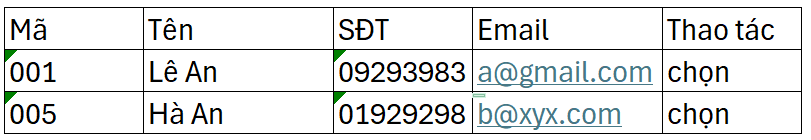 Mã Tên SĐT Email Thao tác
001 Lê An 09293983 a@gmail.com chọn
005 Hà An 01929298 b@xyx.com chọn